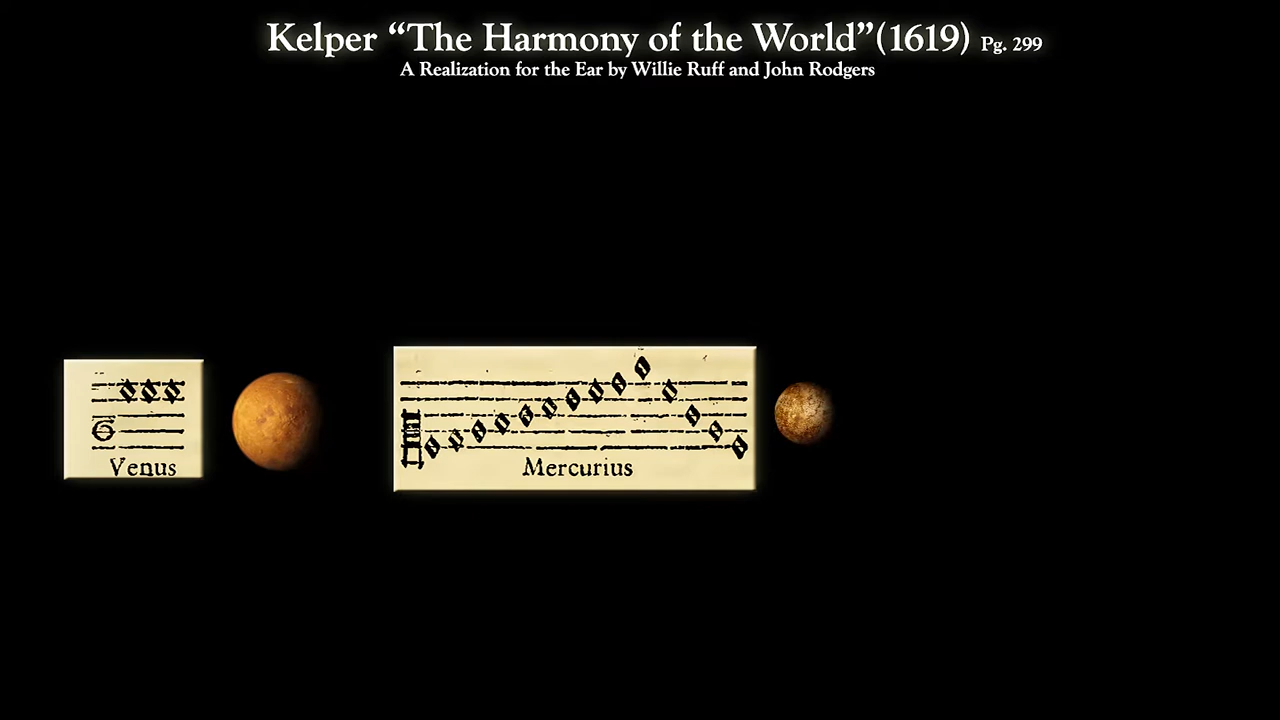 Kelper “The Harmony of the World”(1619) Pg. 299
A Realization for the Ear by Willie Ruff and John Rodgers
Venus
Mercurius